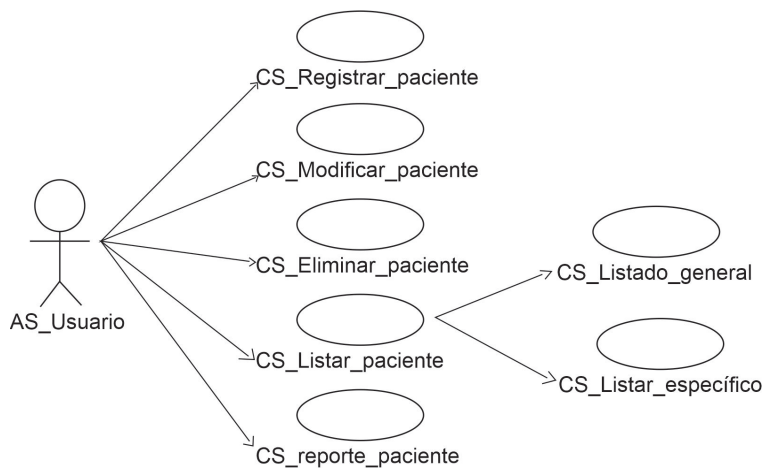 CS_Registrar_paciente
CS_Modificar_paciente
CS_Eliminar_paciente
CS_Listado_general
AS_Usuario
CS_Listar_paciente
CS_Listar_específico
CS_reporte_paciente